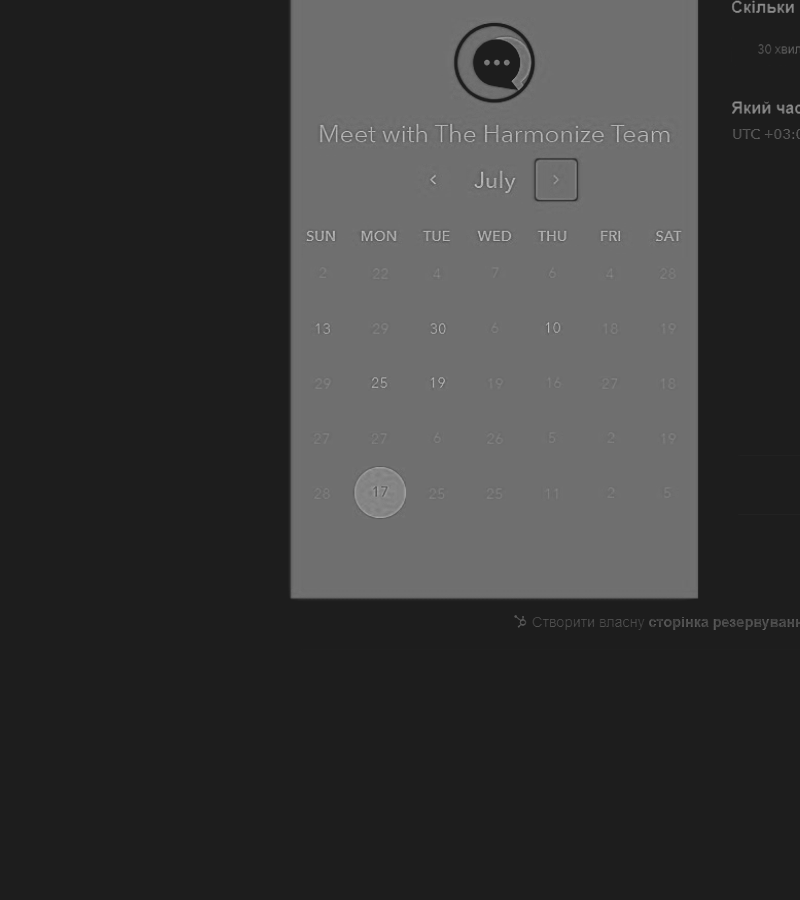 Скільки
30 хвил
Який час
UTC +03:0
Meet with The Harmonize Team
July
SUN MON TUE WED THU FRI SAT
2 22 4 7 6 4 28
13 29 30 6 10 18 19
29 25 19 19 16 27 18
27 27 6 26 5 2 19
28 17 25 25 11 2 5
Створити власну сторінка резервуванн